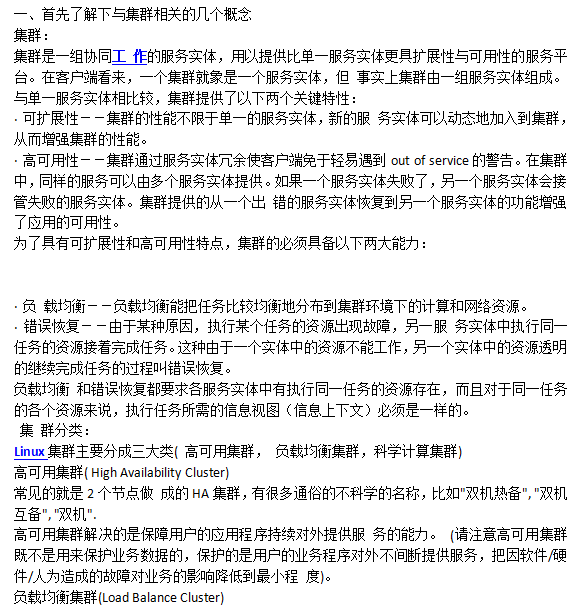 一、首先了解下与集群相关的几个概念
集群：
集群是一组协同工 作的服务实体，用以提供比单一服务实体更具扩展性与可用性的服务平
台。在客户端看来，一个集群就象是一个服务实体，但 事实上集群由一组服务实体组成。
与单一服务实体相比较，集群提供了以下两个关键特性：
· 可扩展性－－集群的性能不限于单一的服务实体，新的服 务实体可以动态地加入到集群，
从而增强集群的性能。
· 高可用性－－集群通过服务实体冗余使客户端免于轻易遇到 out of service 的警告。在集群
中，同样的服务可以由多个服务实体提供。如果一个服务实体失败了，另一个服务实体会接
管失败的服务实体。集群提供的从一个出 错的服务实体恢复到另一个服务实体的功能增强
了应用的可用性。
为了具有可扩展性和高可用性特点，集群的必须具备以下两大能力：
· 负 载均衡－－负载均衡能把任务比较均衡地分布到集群环境下的计算和网络资源。
· 错误恢复－－由于某种原因，执行某个任务的资源出现故障，另一服 务实体中执行同一
任务的资源接着完成任务。这种由于一个实体中的资源不能工作，另一个实体中的资源透明
的继续完成任务的过程叫错误恢复。
负载均衡 和错误恢复都要求各服务实体中有执行同一任务的资源存在，而且对于同一任务
的各个资源来说，执行任务所需的信息视图（信息上下文）必须是一样的。
集 群分类：
Linux 集群主要分成三大类( 高可用集群， 负载均衡集群，科学计算集群)
高可用集群( High Availability Cluster)
常见的就是 2 个节点做 成的 HA 集群，有很多通俗的不科学的名称，比如"双机热备", "双机
互备", "双机".
高可用集群解决的是保障用户的应用程序持续对外提供服 务的能力。 (请注意高可用集群
既不是用来保护业务数据的，保护的是用户的业务程序对外不间断提供服务，把因软件/硬
件/人为造成的故障对业务的影响降低到最小程 度)。
负载均衡集群(Load Balance Cluster)